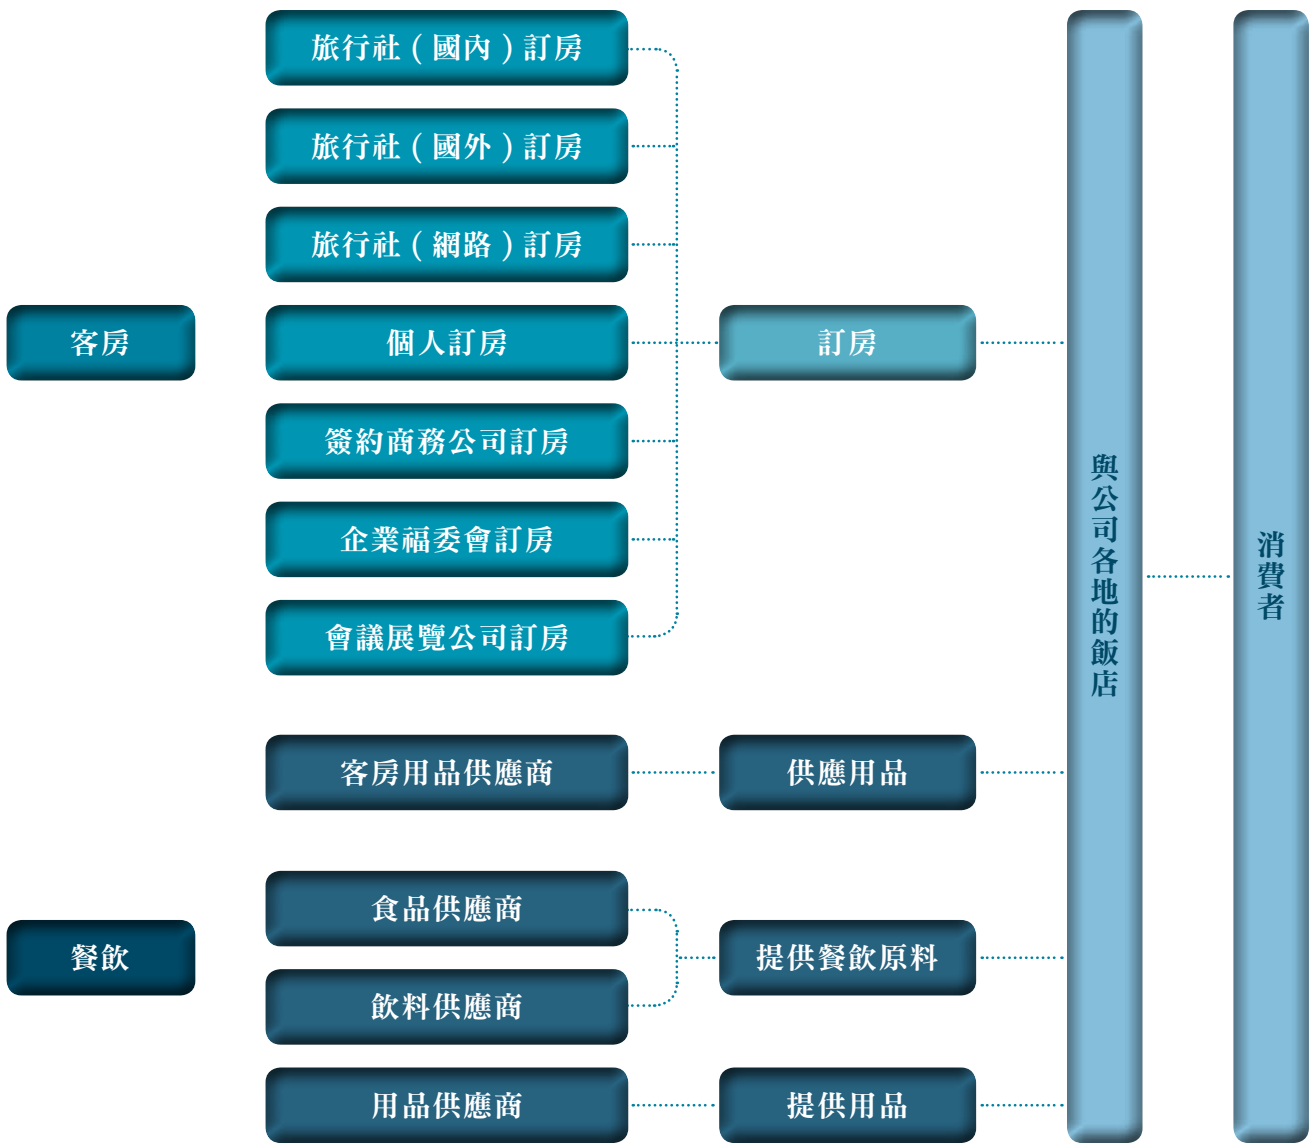 客房
旅行社(國內)訂房
旅行社(國外)訂房
旅行社(網路)訂房
個人訂房
簽約商務公司訂房
企業福委會訂房
會議展覽公司訂房
訂房
客房用品供應商
供應用品
餐飲
食品供應商
飲料供應商
提供餐飲原料
用品供應商
提供用品
與公司各地的飯店
消費者